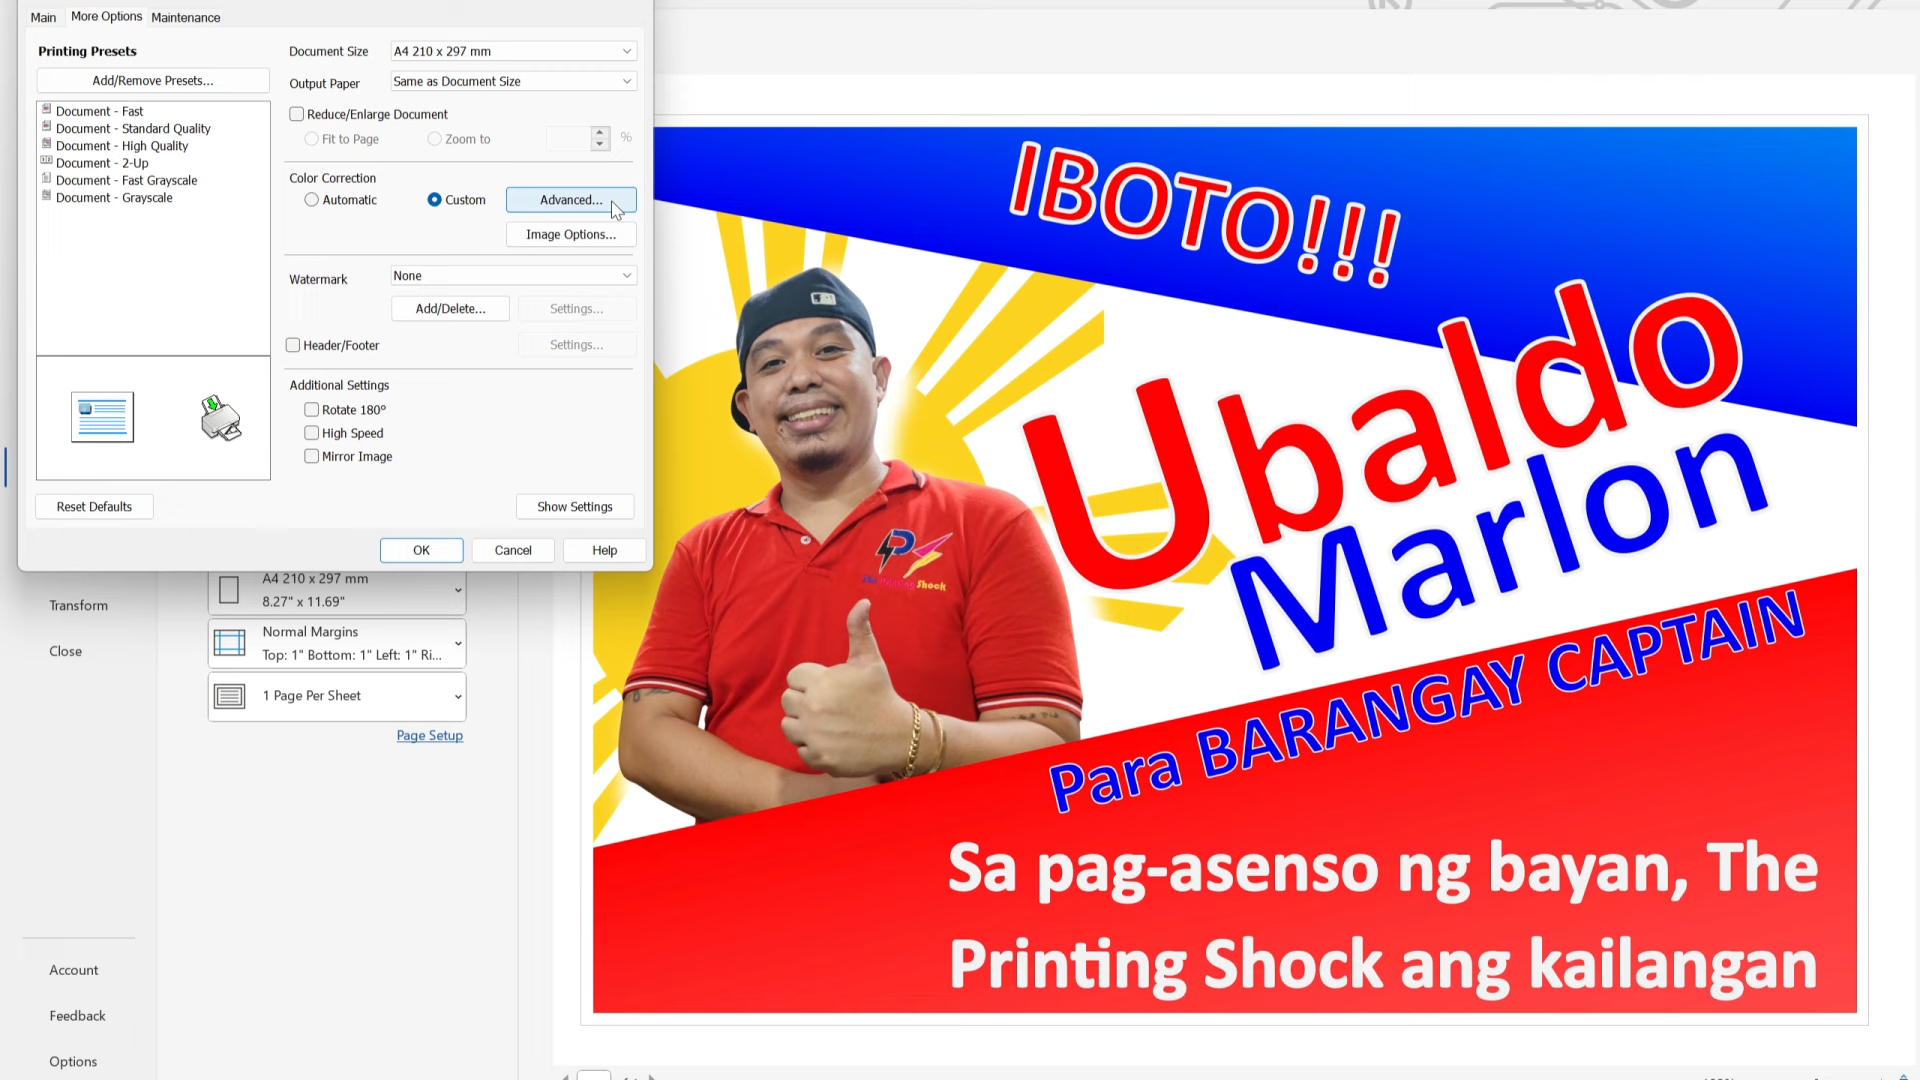 Main
More Options
Maintenance
Printing Presets
Add/Remove Presets...
Document - Fast
Document - Standard Quality
Document - High Quality
Document - 2-Up
Document - Fast Grayscale
Document - Grayscale
Reset Defaults
Document Size
A4 210 x 297 mm
Output Paper
Same as Document Size
Reduce/Enlarge Document
Fit to Page
Zoom to
%
Color Correction
Automatic
Custom
Advanced...
Image Options...
Watermark
None
Add/Delete...
Settings...
Header/Footer
Settings...
Additional Settings
Rotate 180°
High Speed
Mirror Image
Show Settings
OK
Cancel
Help
Transform
Close
Account
Feedback
Options
A4 210 x 297 mm
8.27" x 11.69"
Normal Margins
Top: 1" Bottom: 1" Left: 1" Ri...
1 Page Per Sheet
Page Setup
IBOTO!!!
Ubaldo
Marlon
Para BARANGAY CAPTAIN
Sa pag-asenso ng bayan, The
Printing Shock ang kailangan